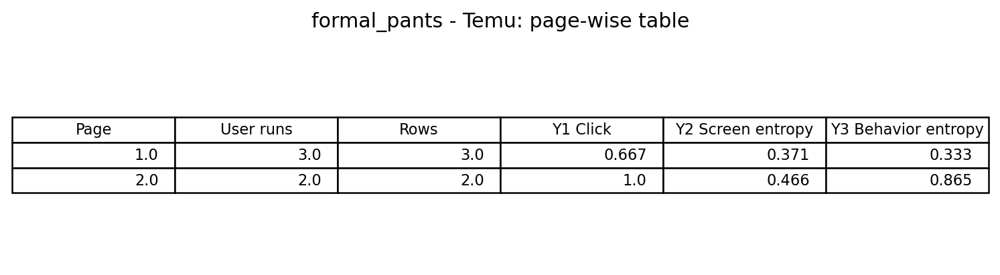 formal_pants - Temu: page-wise table
Page User runs Rows Y1 Click Y2 Screen entropy Y3 Behavior entropy
1.0 3.0 3.0 0.667 0.371 0.333
2.0 2.0 2.0 1.0 0.466 0.865